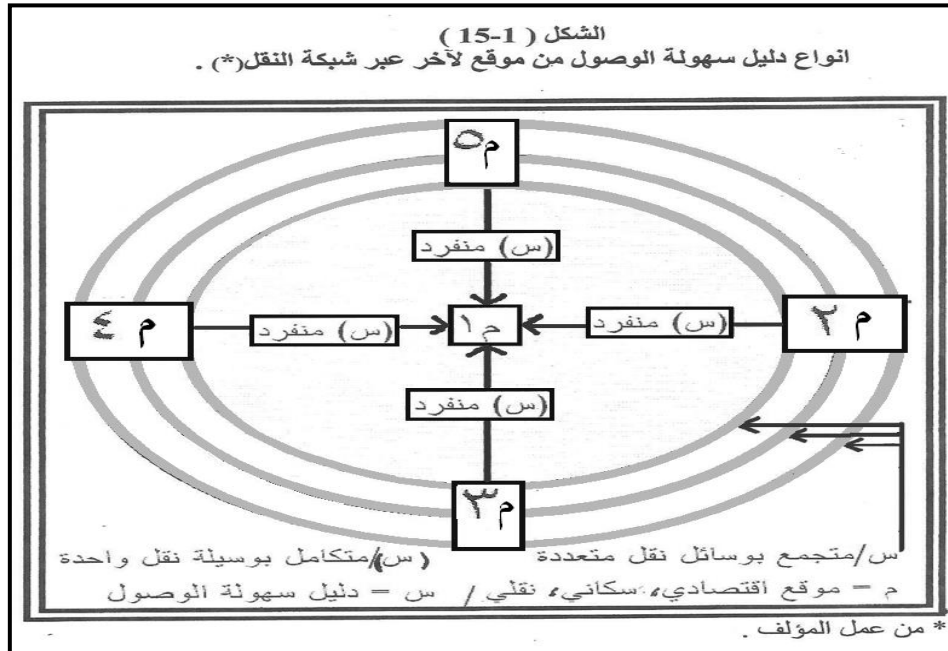 الشكل ( 1-15 )
انواع دليل سهولة الوصول من موقع لآخر عبر شبكة النقل(*) .
م٥
(س) منفرد
م ٤
(س) منفرد
م١
(س) منفرد
م ٢
(س) منفرد
م٣
س/متجمع بوسائل نقل متعددة (س)/متكامل بوسيلة نقل واحدة
م = موقع اقتصادي، سكاني، نقلي / س = دليل سهولة الوصول
* من عمل المؤلف .